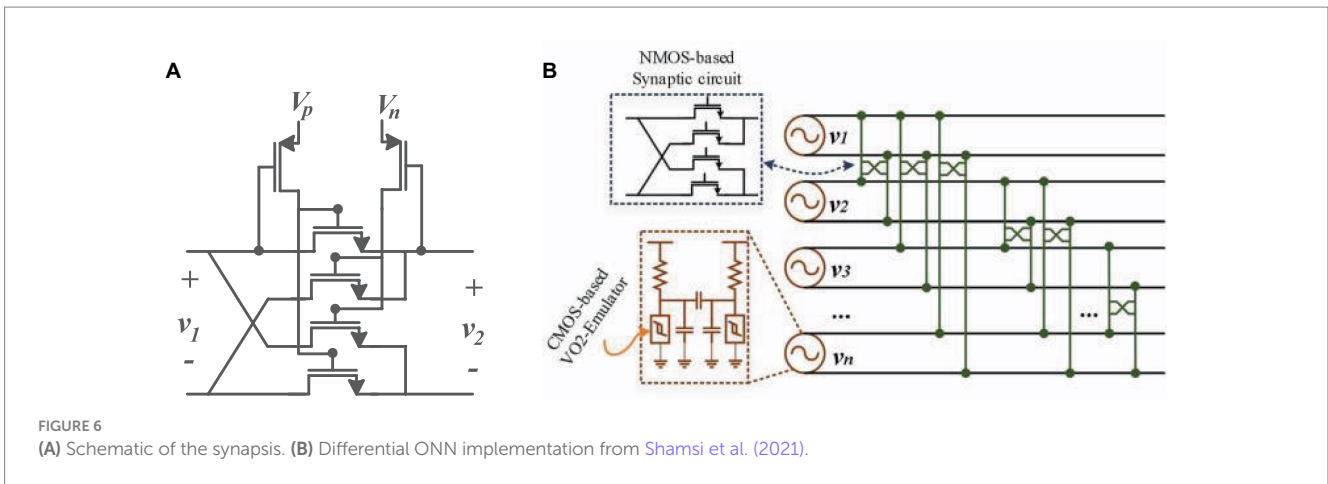 A
V_p
V_n
+
v_1
-
+
v_2
-
B
NMOS-based
Synaptic circuit
CMOS-based
VO2-Emulator
v1
v2
v3
...
vn
...
FIGURE 6
(A) Schematic of the synapsis. (B) Differential ONN implementation from Shamsi et al. (2021).